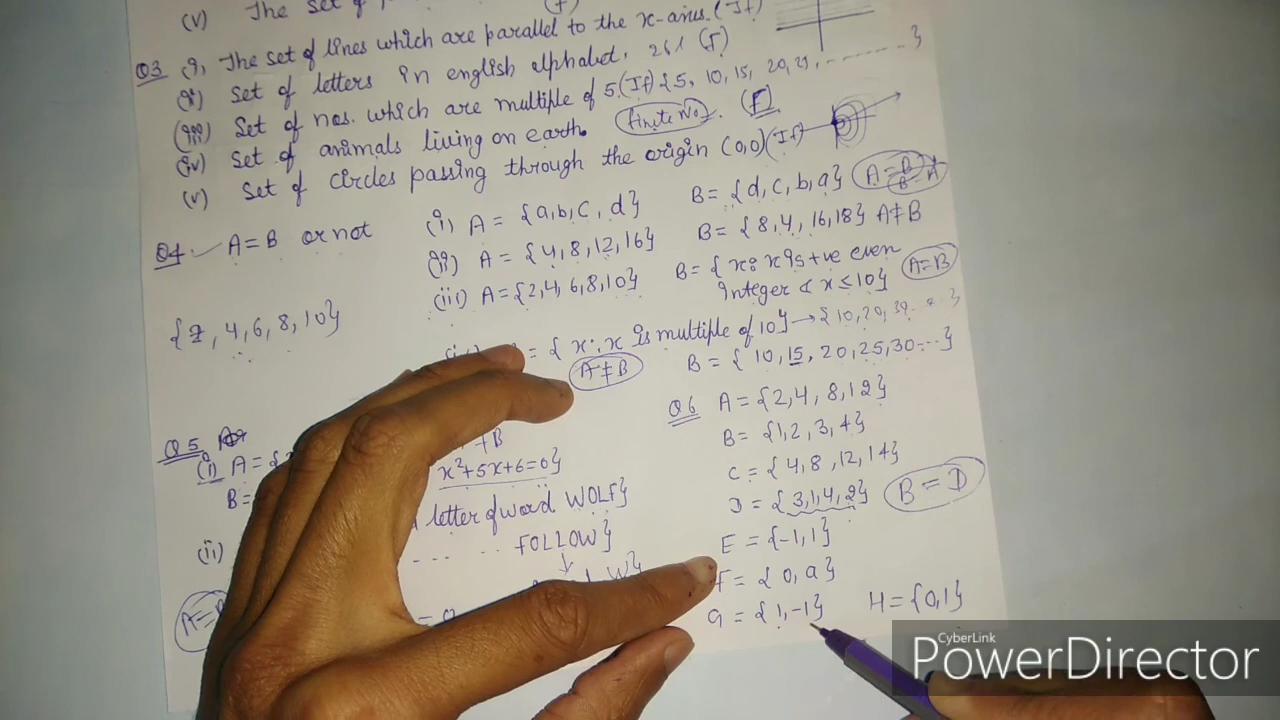 (v) The set of
Q3 (i) The set of lines which are parallel to the x-axis. (If)
(ii) Set of letters in english alphabet. 26 (F)
(iii) Set of nos. which are multiple of 5. (If) {5, 10, 15, 20, 25, ------- }
(iv) Set of animals living on earth. Finite No. (F)
(v) Set of circles passing through the origin (0,0) (If)
Q4 A=B or not (i) A = {a,b,c,d} B = {d,c,b,a} A=B B=A
(ii) A = {4,8,12,16} B = {8,4,16,18} A≠B
(iii) A={2,4,6,8,10} B = {x: x is +ve even
Integer < x ≤ 10} A=B
{2, 4, 6, 8, 10}
= { x: x is multiple of 10} → {10,20,30 }
A≠B B = { 10, 15, 20, 25, 30 ...}
Q5 Q6 A = {2,4,8,12}
(i) A = { ≠B B= {1,2,3,4}
B= x²+5x+6=0} C = {4,8,12,14}
letter of word WOLF} D = {3,1,4,2} B = D
(ii) FOLLOW} E = {-1,1}
F = {0,a}
G = {1,-1} H = {0,1}
CyberLink
PowerDirector